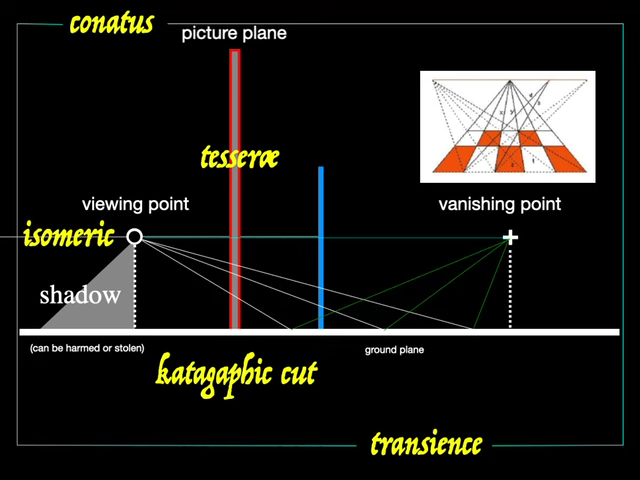 conatus
picture plane
tesseræ
viewing point
vanishing point
isomeric
shadow
(can be harmed or stolen)
ground plane
katagaphic cut
transience